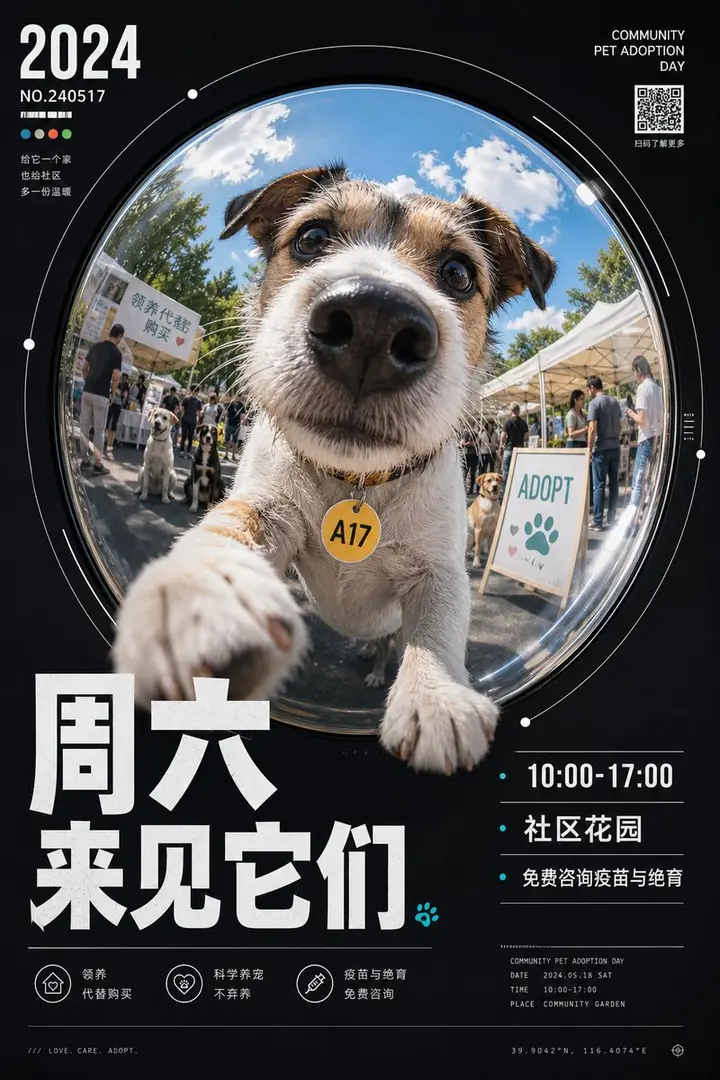 2024
NO.240517
给它一个家
也给社区
多一份温暖
COMMUNITY
PET ADOPTION
DAY
扫码了解更多
领养代替
购买
ADOPT
A17
周六
来见它们
10:00-17:00
社区花园
免费咨询疫苗与绝育
领养
代替购买
科学养宠
不弃养
疫苗与绝育
免费咨询
COMMUNITY PET ADOPTION DAY
DATE 2024.05.18 SAT
TIME 10:00-17:00
PLACE COMMUNITY GARDEN
/// LOVE. CARE. ADOPT.
39.9042°N, 116.4074°E